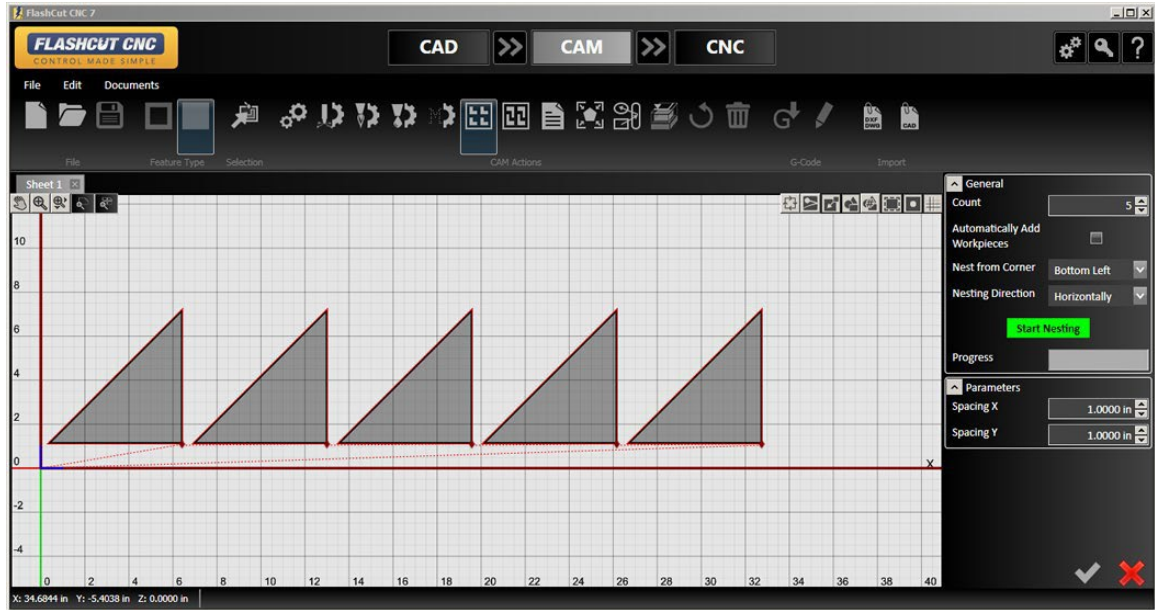 FlashCut CNC 7
FLASHCUT CNC
CONTROL MADE SIMPLE
CAD
CAM
CNC
?
File Edit Documents
DXF DWG
CAD
File
Feature Type
Selection
CAM Actions
G-Code
Import
Sheet 1
10
8
6
4
2
0
-2
-4
X
0 2 4 6 8 10 12 14 16 18 20 22 24 26 28 30 32 34 36 38 40
General
Count 5
Automatically Add
Workpieces
Nest from Corner Bottom Left
Nesting Direction Horizontally
Start Nesting
Progress
Parameters
Spacing X 1.0000 in
Spacing Y 1.0000 in
X: 34.6844 in Y: -5.4038 in Z: 0.0000 in